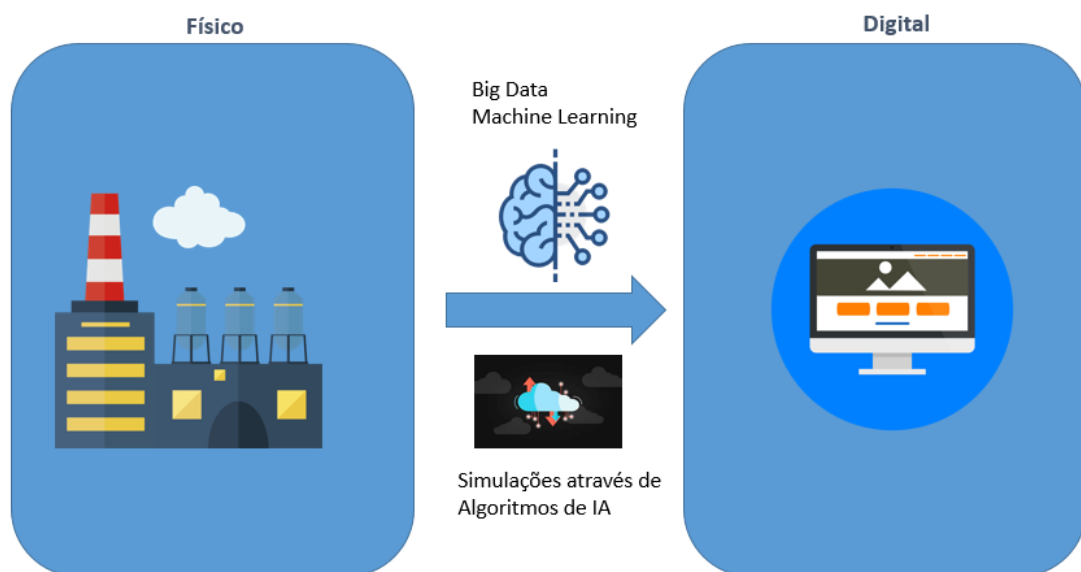 Físico
Digital
Big Data
Machine Learning
Simulações através de
Algoritmos de IA